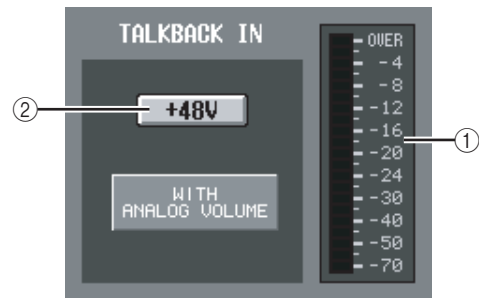 TALKBACK IN
② +48V
WITH
ANALOG VOLUME
OVER
-4
-8
-12
-16
①
-20
-24
-30
-40
-50
-70